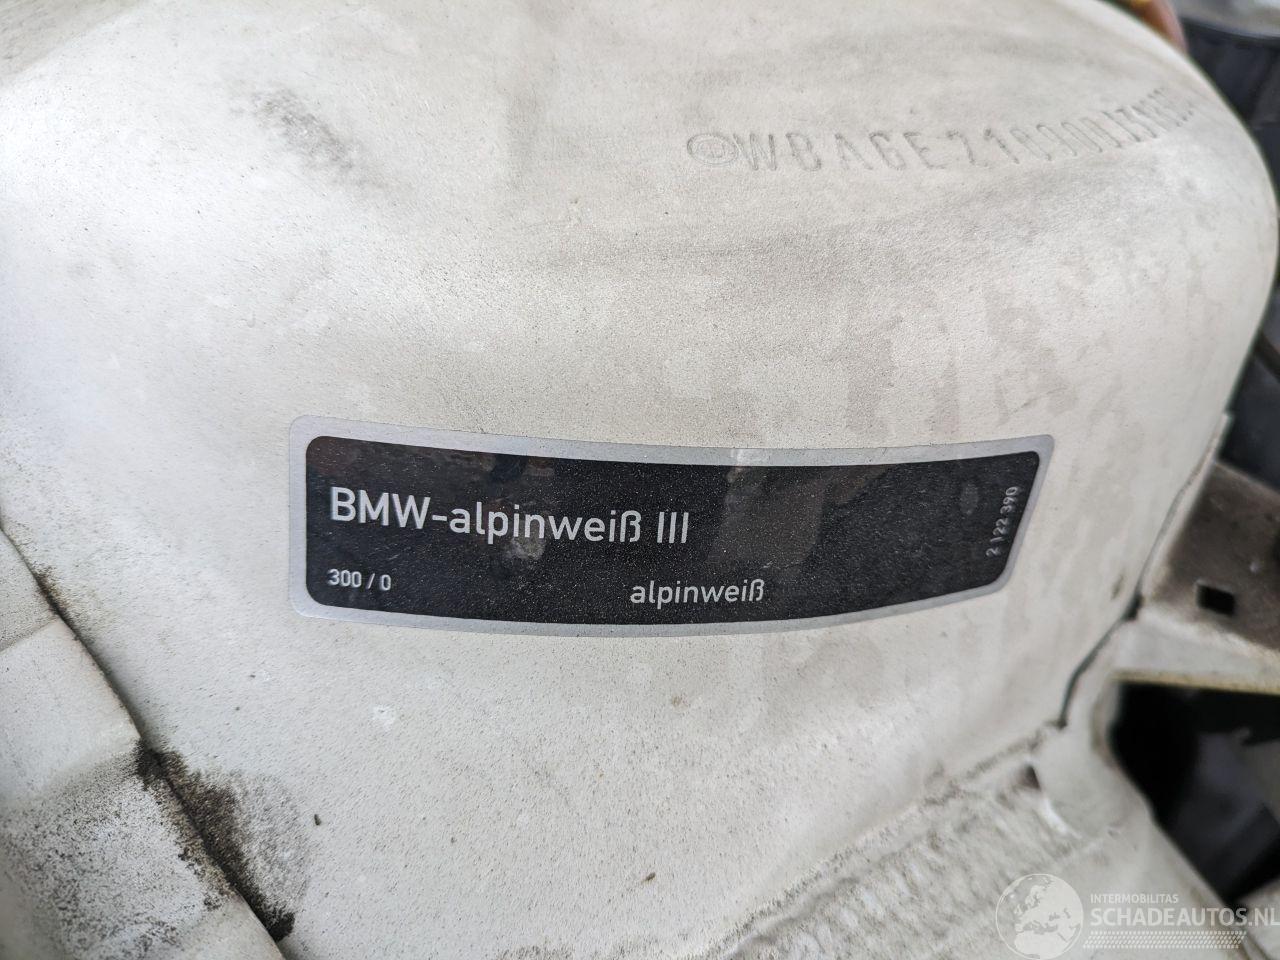 BMW-alpinweiß III
300 / 0
alpinweiß
2 122 390
INTERMOBILITAS
SCHADEAUTOS.NL